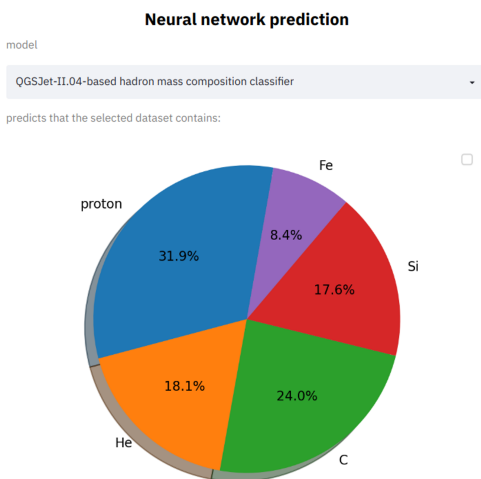 Neural network prediction
model
QGSJet-II.04-based hadron mass composition classifier
predicts that the selected dataset contains:
Fe
proton
8.4%
31.9%
Si
17.6%
18.1%
24.0%
He
C